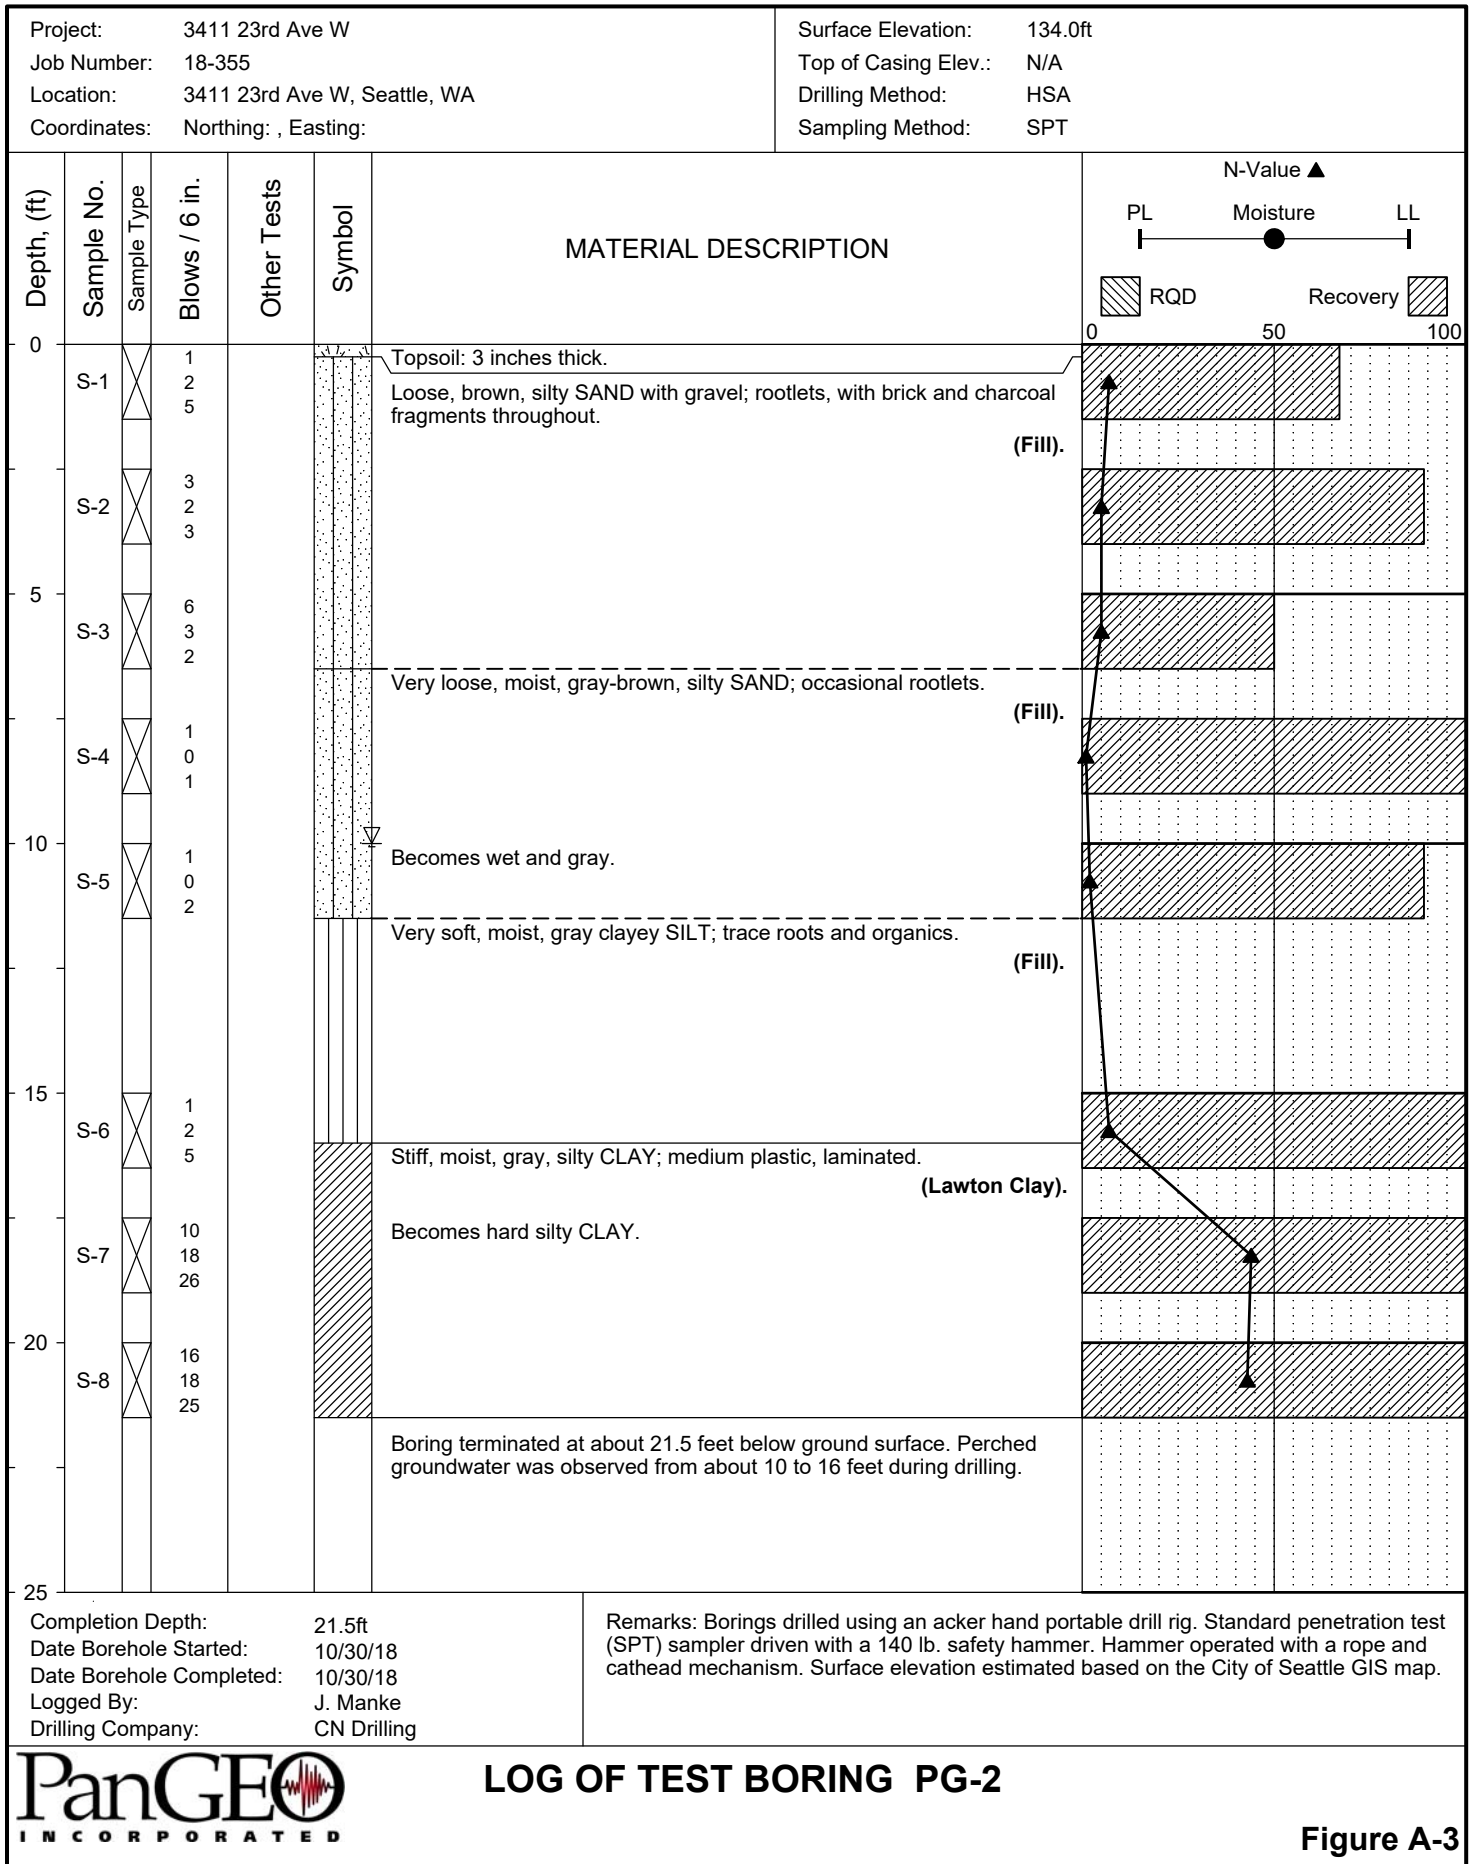 Project: 3411 23rd Ave W
Job Number: 18-355
Location: 3411 23rd Ave W, Seattle, WA
Coordinates: Northing: , Easting:
Surface Elevation: 134.0ft
Top of Casing Elev.: N/A
Drilling Method: HSA
Sampling Method: SPT
Depth, (ft)
Sample No.
Sample Type
Blows / 6 in.
Other Tests
Symbol
MATERIAL DESCRIPTION
N-Value ▲
PL Moisture LL
RQD Recovery
0 50 100
0
Topsoil: 3 inches thick.
S-1
1
2
5
Loose, brown, silty SAND with gravel; rootlets, with brick and charcoal
fragments throughout.
(Fill).
S-2
3
2
3
5
S-3
6
3
2
Very loose, moist, gray-brown, silty SAND; occasional rootlets.
(Fill).
S-4
1
0
1
10
Becomes wet and gray.
S-5
1
0
2
Very soft, moist, gray clayey SILT; trace roots and organics.
(Fill).
15
S-6
1
2
5
Stiff, moist, gray, silty CLAY; medium plastic, laminated.
(Lawton Clay).
Becomes hard silty CLAY.
S-7
10
18
26
20
S-8
16
18
25
Boring terminated at about 21.5 feet below ground surface. Perched
groundwater was observed from about 10 to 16 feet during drilling.
25
Completion Depth: 21.5ft
Date Borehole Started: 10/30/18
Date Borehole Completed: 10/30/18
Logged By: J. Manke
Drilling Company: CN Drilling
Remarks: Borings drilled using an acker hand portable drill rig. Standard penetration test
(SPT) sampler driven with a 140 lb. safety hammer. Hammer operated with a rope and
cathead mechanism. Surface elevation estimated based on the City of Seattle GIS map.
PanGEO
INCORPORATED
LOG OF TEST BORING PG-2
Figure A-3